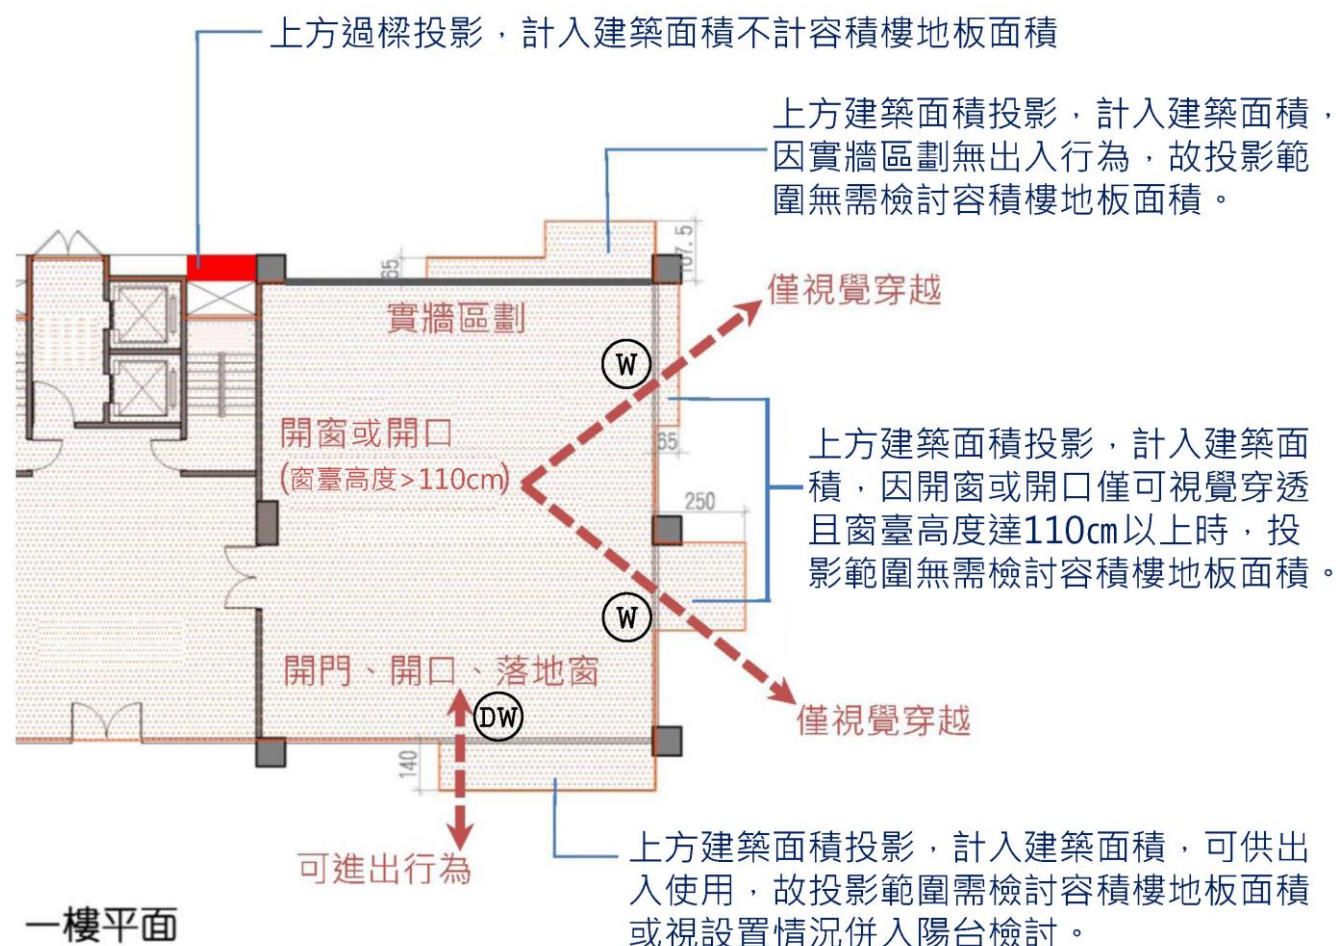 上方過樑投影，計入建築面積不計容積樓地板面積
上方建築面積投影，計入建築面積，
因實牆區劃無出入行為，故投影範
圍無需檢討容積樓地板面積。
107.5
65
僅視覺穿越
實牆區劃
W
開窗或開口
(窗臺高度>110cm)
65
上方建築面積投影，計入建築面
積，因開窗或開口僅可視覺穿透
且窗臺高度達110㎝以上時，投
影範圍無需檢討容積樓地板面積。
250
W
開門、開口、落地窗
DW
僅視覺穿越
140
可進出行為
上方建築面積投影，計入建築面積，可供出
入使用，故投影範圍需檢討容積樓地板面積
或視設置情況併入陽台檢討。
一樓平面